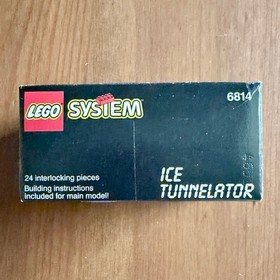 LEGO SYSTEM
6814
24 interlocking pieces
Building instructions
included for main model!
ICE
TUNNELATOR